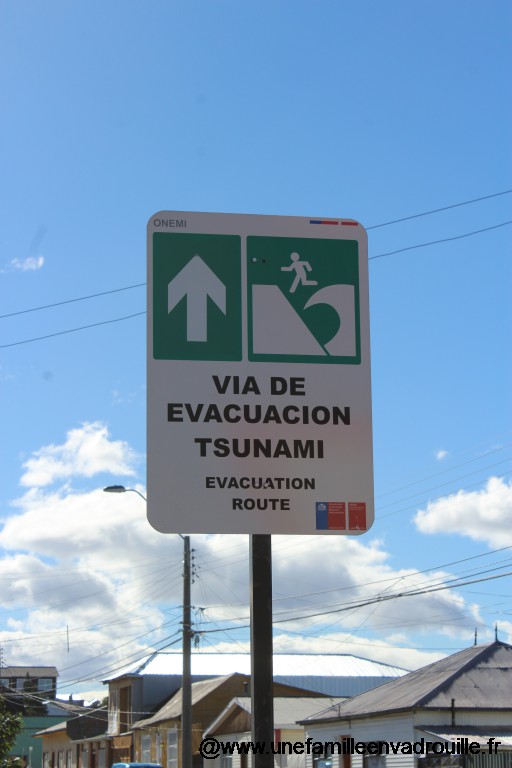 ONEMI
VIA DE
EVACUACION
TSUNAMI
EVACUATION
ROUTE
@www.unefamilleenvadrouille.fr